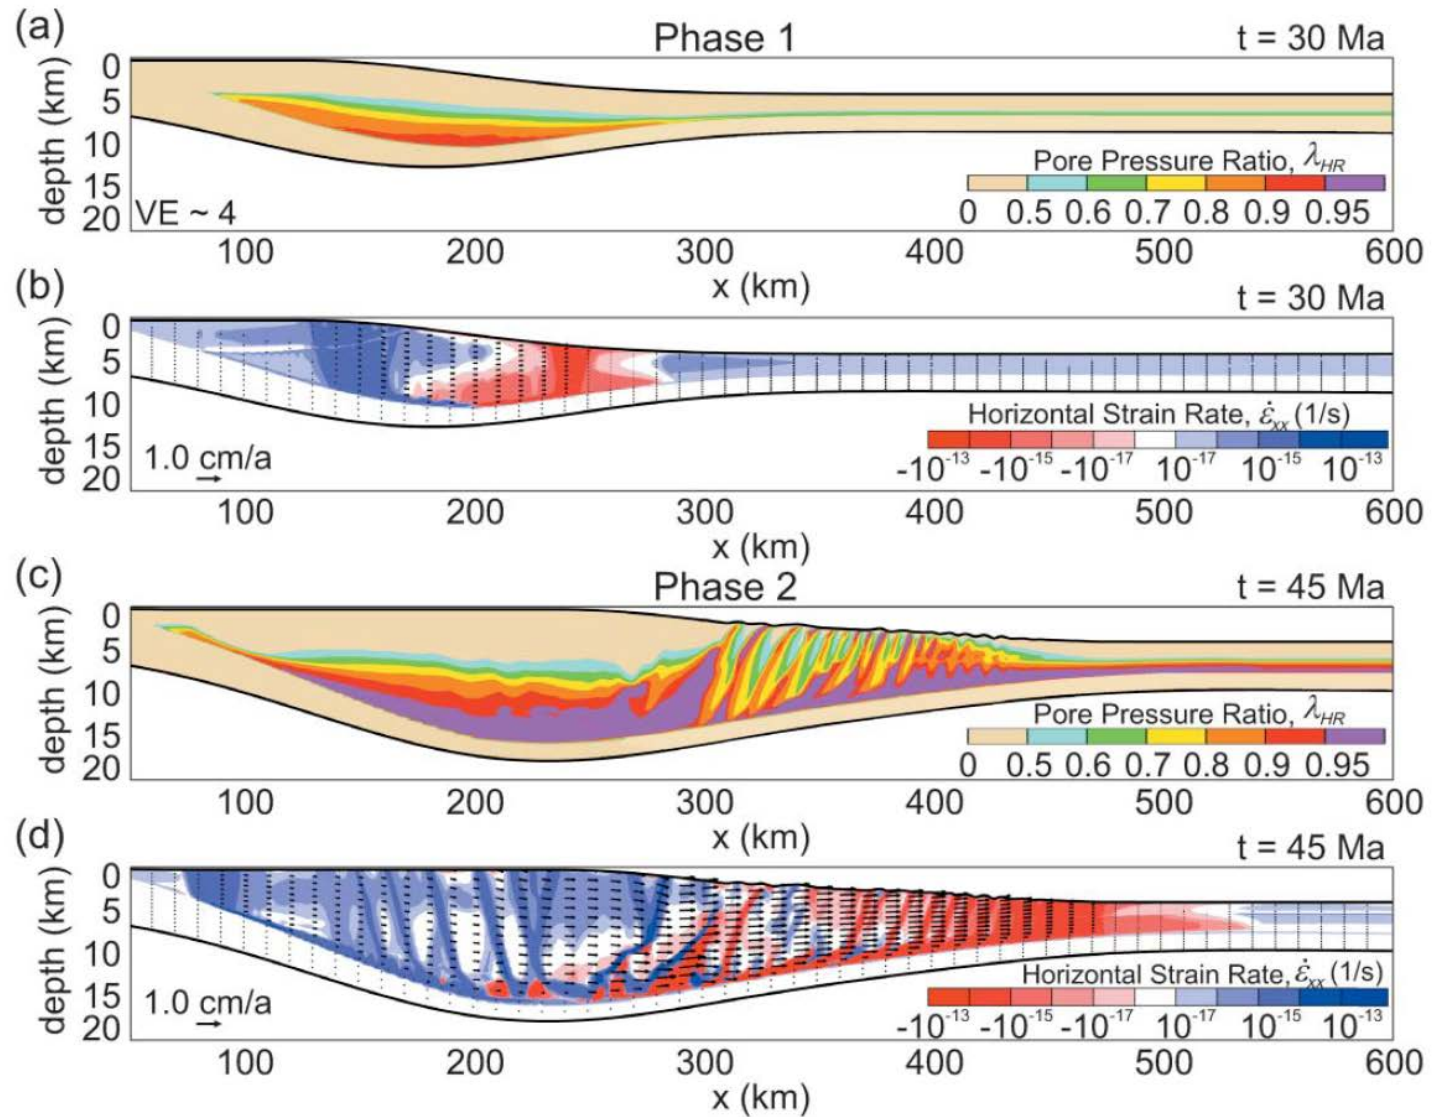 (a) Phase 1 t = 30 Ma
depth (km)
0
5
10
15
20
VE ~ 4
Pore Pressure Ratio, λHR
0 0.5 0.6 0.7 0.8 0.9 0.95
100 200 300 400 500 600
x (km)
(b) t = 30 Ma
depth (km)
0
5
10
15
20
1.0 cm/a
Horizontal Strain Rate, ε̇xx (1/s)
-10⁻¹³ -10⁻¹⁵ -10⁻¹⁷ 10⁻¹⁷ 10⁻¹⁵ 10⁻¹³
100 200 300 400 500 600
x (km)
(c) Phase 2 t = 45 Ma
depth (km)
0
5
10
15
20
Pore Pressure Ratio, λHR
0 0.5 0.6 0.7 0.8 0.9 0.95
100 200 300 400 500 600
x (km)
(d) t = 45 Ma
depth (km)
0
5
10
15
20
1.0 cm/a
Horizontal Strain Rate, ε̇xx (1/s)
-10⁻¹³ -10⁻¹⁵ -10⁻¹⁷ 10⁻¹⁷ 10⁻¹⁵ 10⁻¹³
100 200 300 400 500 600
x (km)